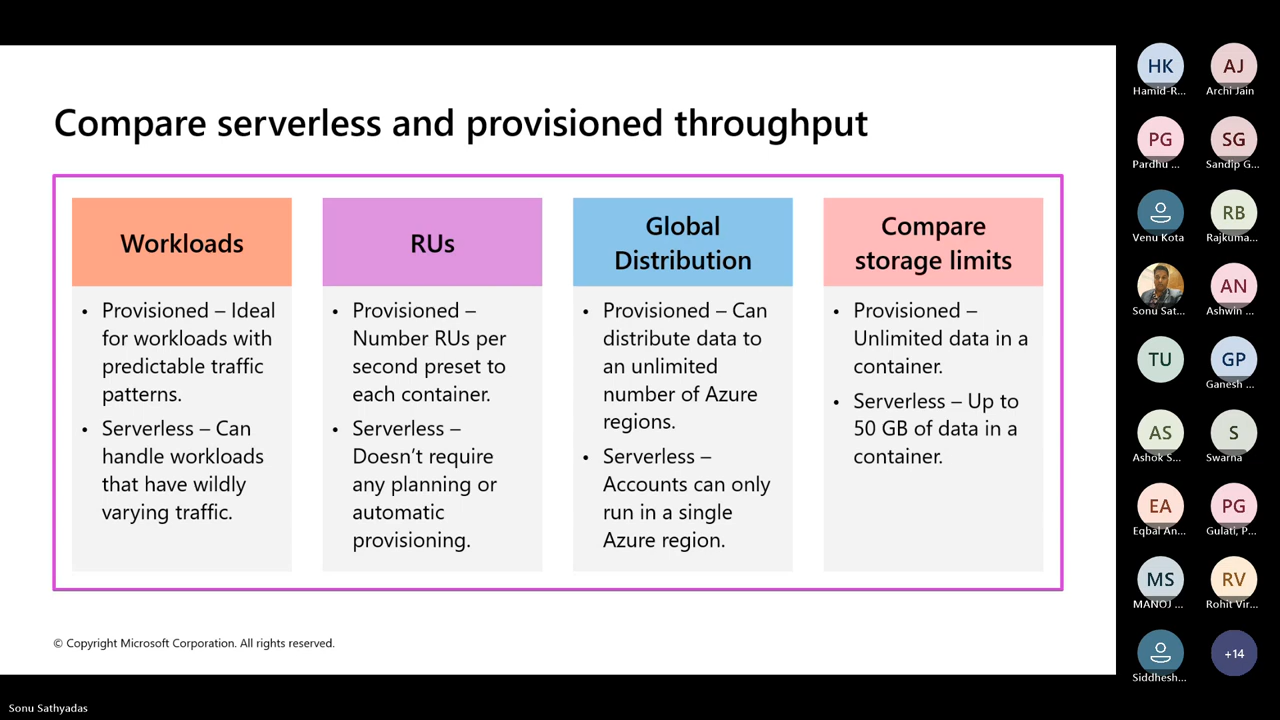 Compare serverless and provisioned throughput
Workloads
• Provisioned – Ideal
for workloads with
predictable traffic
patterns.
• Serverless – Can
handle workloads
that have wildly
varying traffic.
RUs
• Provisioned –
Number RUs per
second preset to
each container.
• Serverless –
Doesn’t require
any planning or
automatic
provisioning.
Global
Distribution
• Provisioned – Can
distribute data to
an unlimited
number of Azure
regions.
• Serverless –
Accounts can only
run in a single
Azure region.
Compare
storage limits
• Provisioned –
Unlimited data in a
container.
• Serverless – Up to
50 GB of data in a
container.
© Copyright Microsoft Corporation. All rights reserved.
HK
Hamid-R...
AJ
Archi Jain
PG
Pardhu ...
SG
Sandip G...
Venu Kota
RB
Rajkuma...
Sonu Sat...
AN
Ashwin ...
TU
GP
Ganesh ...
AS
Ashok S...
S
Swarna
EA
Eqbal An...
PG
Gulati, P...
MS
MANOJ ...
RV
Rohit Vir...
Siddhesh...
+14
Sonu Sathyadas